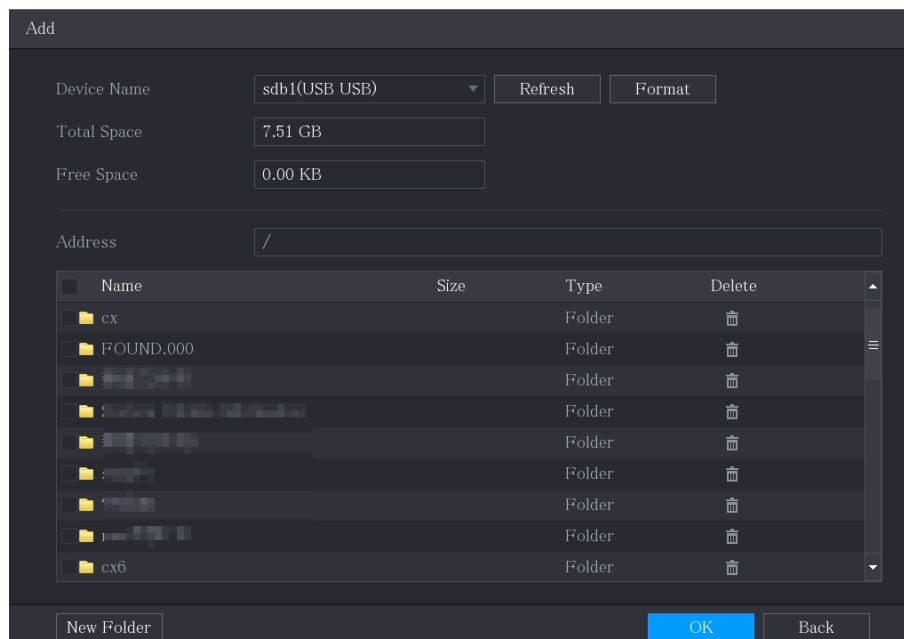 Add
Device Name sdb1(USB USB) Refresh Format
Total Space 7.51 GB
Free Space 0.00 KB
Address /
Name Size Type Delete
cx Folder
FOUND.000 Folder
Folder
Folder
Folder
Folder
Folder
Folder
cx6 Folder
New Folder OK Back